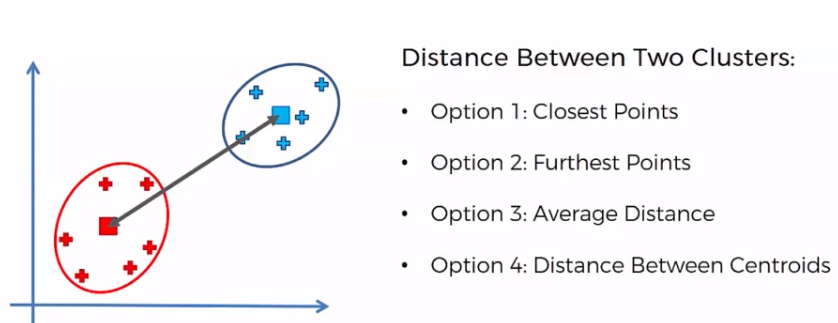 Distance Between Two Clusters:
• Option 1: Closest Points
• Option 2: Furthest Points
• Option 3: Average Distance
• Option 4: Distance Between Centroids